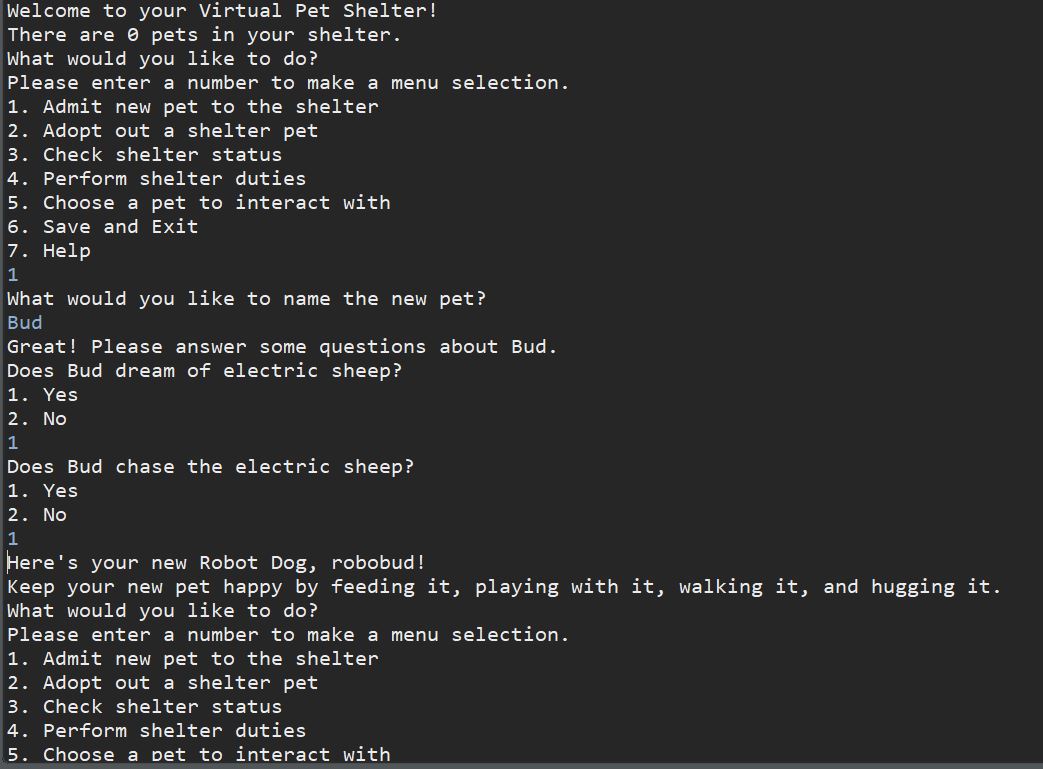 Welcome to your Virtual Pet Shelter!
There are 0 pets in your shelter.
What would you like to do?
Please enter a number to make a menu selection.
1. Admit new pet to the shelter
2. Adopt out a shelter pet
3. Check shelter status
4. Perform shelter duties
5. Choose a pet to interact with
6. Save and Exit
7. Help
1
What would you like to name the new pet?
Bud
Great! Please answer some questions about Bud.
Does Bud dream of electric sheep?
1. Yes
2. No
1
Does Bud chase the electric sheep?
1. Yes
2. No
1
Here's your new Robot Dog, robobud!
Keep your new pet happy by feeding it, playing with it, walking it, and hugging it.
What would you like to do?
Please enter a number to make a menu selection.
1. Admit new pet to the shelter
2. Adopt out a shelter pet
3. Check shelter status
4. Perform shelter duties
5. Choose a pet to interact with